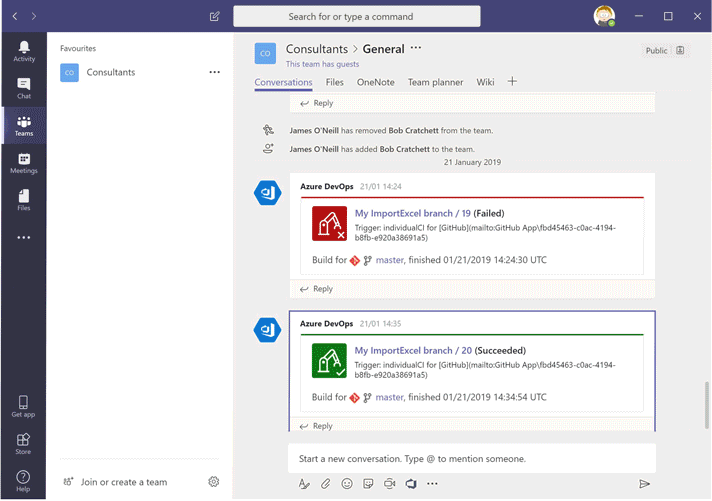 Search for or type a command
Activity
Chat
Teams
Meetings
Files
Get app
Store
Help
Favourites
CO Consultants
Join or create a team
CO
Consultants > General
This team has guests
Public
Conversations Files OneNote Team planner Wiki
Reply
James O'Neill has removed Bob Cratchett from the team.
James O'Neill has added Bob Cratchett to the team.
21 January 2019
Azure DevOps 21/01 14:24
My ImportExcel branch / 19 (Failed)
Trigger: individualCI for [GitHub](mailto:GitHub App\fbd45463-c0ac-4194-
b8fb-e920a38691a5)
Build for master, finished 01/21/2019 14:24:30 UTC
Reply
Azure DevOps 21/01 14:35
My ImportExcel branch / 20 (Succeeded)
Trigger: individualCI for [GitHub](mailto:GitHub App\fbd45463-c0ac-4194-
b8fb-e920a38691a5)
Build for master, finished 01/21/2019 14:34:54 UTC
Reply
Start a new conversation. Type @ to mention someone.